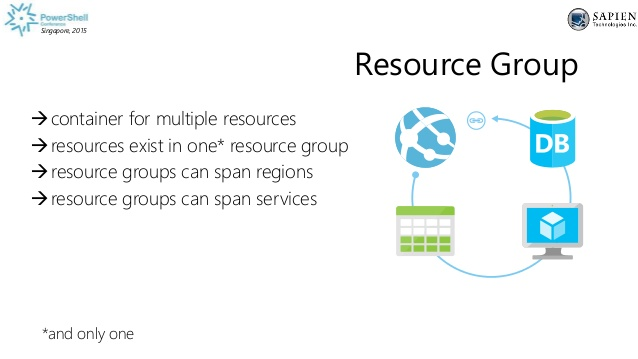 PowerShell
Conference
Singapore, 2015
SAPIEN
Technologies Inc.
Resource Group
→container for multiple resources
→resources exist in one* resource group
→resource groups can span regions
→resource groups can span services
DB
*and only one